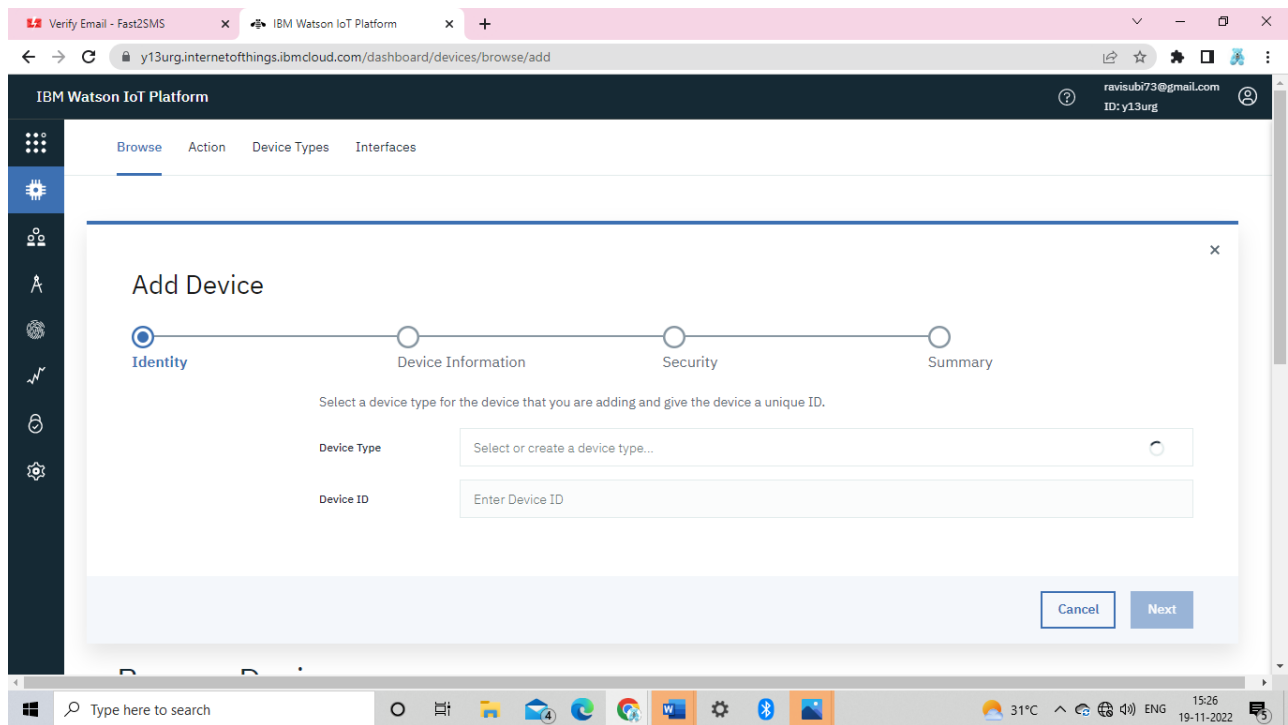 Verify Email - Fast2SMS
IBM Watson IoT Platform
y13urg.internetofthings.ibmcloud.com/dashboard/devices/browse/add
IBM Watson IoT Platform
ravisubi73@gmail.com
ID: y13urg
Browse Action Device Types Interfaces
Add Device
Identity Device Information Security Summary
Select a device type for the device that you are adding and give the device a unique ID.
Device Type Select or create a device type...
Device ID Enter Device ID
Cancel Next
Type here to search
4
31°C ENG 15:26
19-11-2022
5